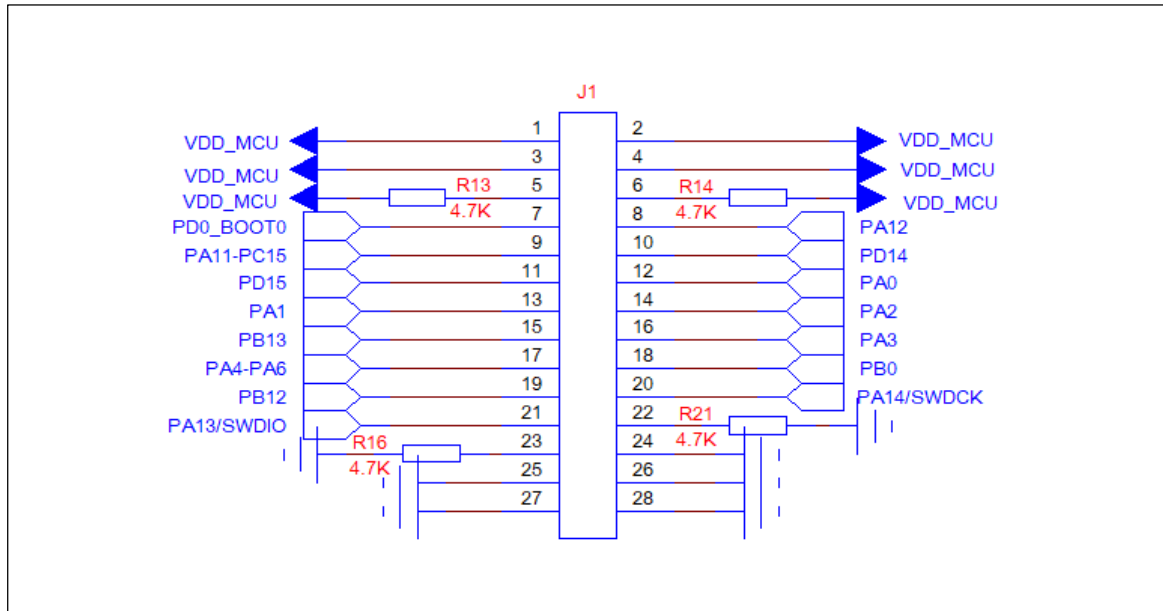 J1
1 2
VDD_MCU VDD_MCU
3 4
VDD_MCU VDD_MCU
R13 5 6 R14
VDD_MCU 4.7K 4.7K VDD_MCU
PD0_BOOT0 7 8 PA12
PA11-PC15 9 10 PD14
PD15 11 12 PA0
PA1 13 14 PA2
PB13 15 16 PA3
PA4-PA6 17 18 PB0
PB12 19 20 PA14/SWDCK
PA13/SWDIO 21 22 R21
4.7K
R16 23 24
4.7K
25 26
27 28